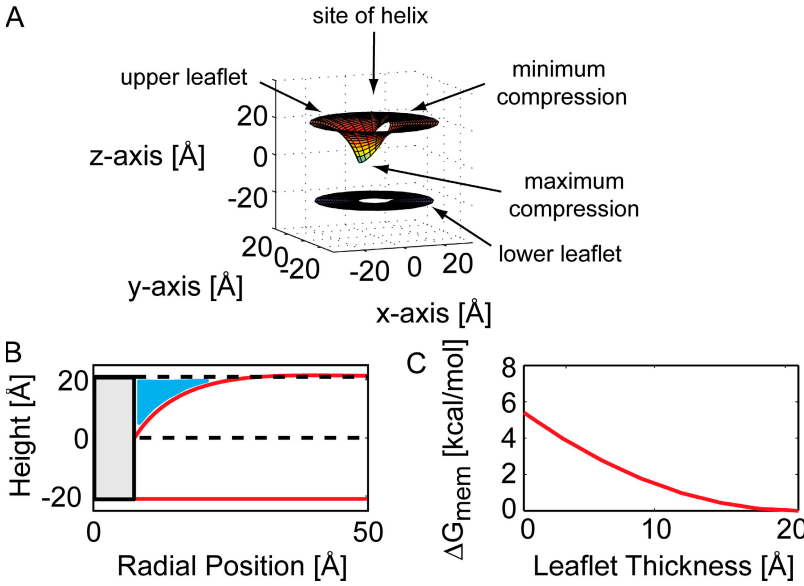 A
site of helix
upper leaflet
minimum
compression
20
z-axis [Å]
0
-20
maximum
compression
lower leaflet
20
0
-20
y-axis [Å]
-20
0
20
x-axis [Å]
B
20
Height [Å]
0
-20
0
50
Radial Position [Å]
C
8
6
4
2
0
ΔGmem [kcal/mol]
0
10
20
Leaflet Thickness [Å]